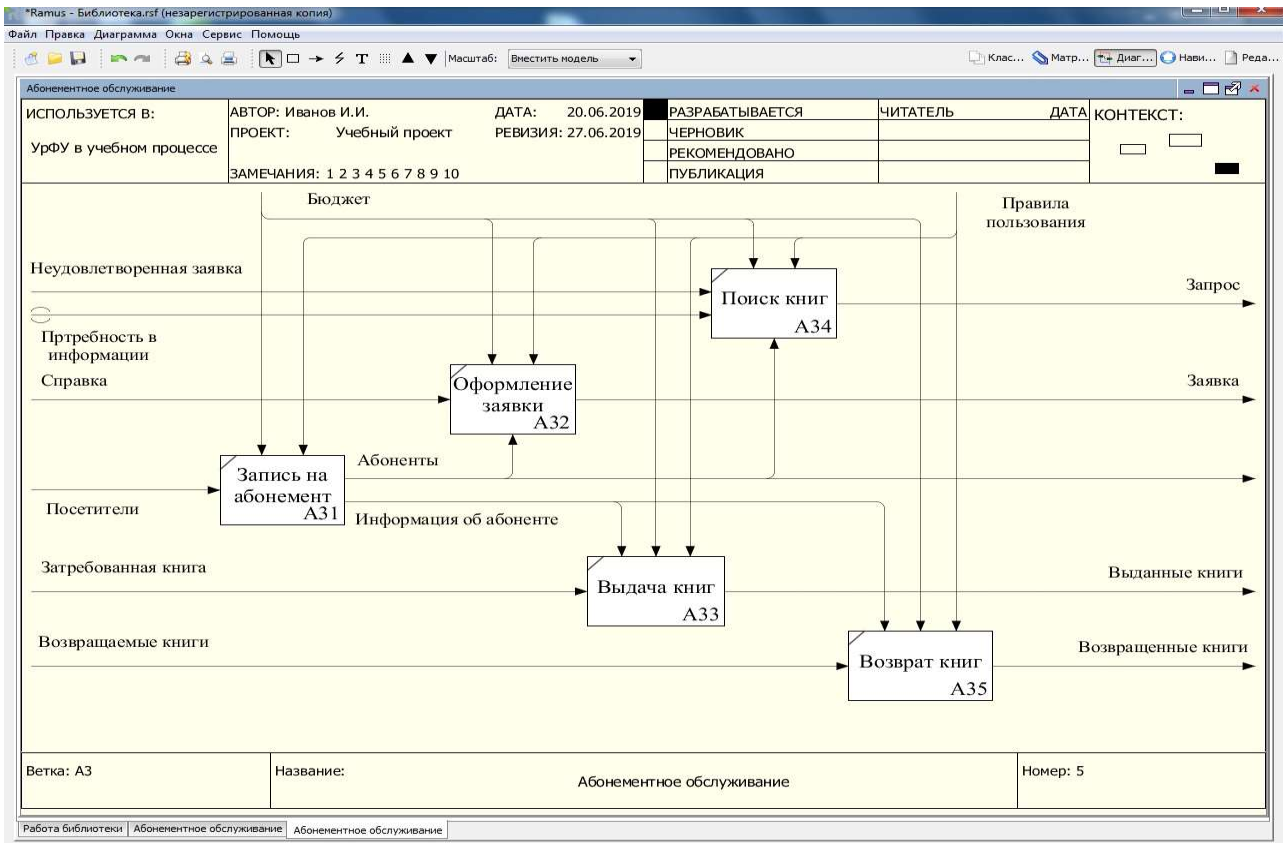 *Ramus - Библиотека.rsf (незарегистрированная копия)
Файл Правка Диаграмма Окна Сервис Помощь
T Масштаб: Вместить модель Клас... Матр... Диаг... Нави... Реда...
Абонементное обслуживание
ИСПОЛЬЗУЕТСЯ В:
УрФУ в учебном процессе
АВТОР: Иванов И.И. ДАТА: 20.06.2019
ПРОЕКТ: Учебный проект РЕВИЗИЯ: 27.06.2019
ЗАМЕЧАНИЯ: 1 2 3 4 5 6 7 8 9 10
РАЗРАБАТЫВАЕТСЯ
ЧЕРНОВИК
РЕКОМЕНДОВАНО
ПУБЛИКАЦИЯ
ЧИТАТЕЛЬ ДАТА
КОНТЕКСТ:
Бюджет
Правила
пользования
Неудовлетворенная заявка
Поиск книг
A34
Запрос
Пртребность в
информации
Справка
Оформление
заявки
A32
Заявка
Абоненты
Запись на
абонемент
A31
Посетители
Информация об абоненте
Затребованная книга
Выдача книг
A33
Выданные книги
Возвращаемые книги
Возврат книг
A35
Возвращенные книги
Ветка: A3
Название:
Абонементное обслуживание
Номер: 5
Работа библиотеки Абонементное обслуживание Абонементное обслуживание